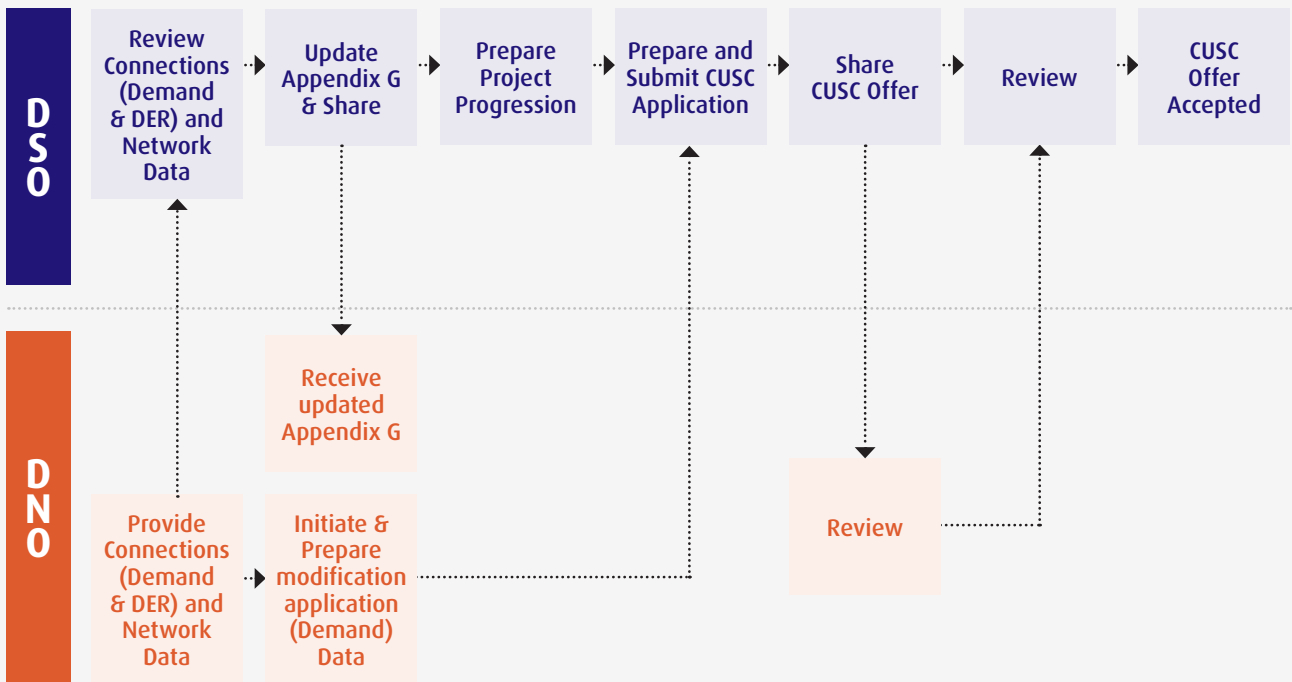 DSO
Review
Connections
(Demand
& DER) and
Network
Data
Update
Appendix G
& Share
Prepare
Project
Progression
Prepare and
Submit CUSC
Application
Share
CUSC Offer
Review
CUSC
Offer
Accepted
DNO
Receive
updated
Appendix G
Provide
Connections
(Demand
& DER) and
Network
Data
Initiate &
Prepare
modification
application
(Demand)
Data
Review